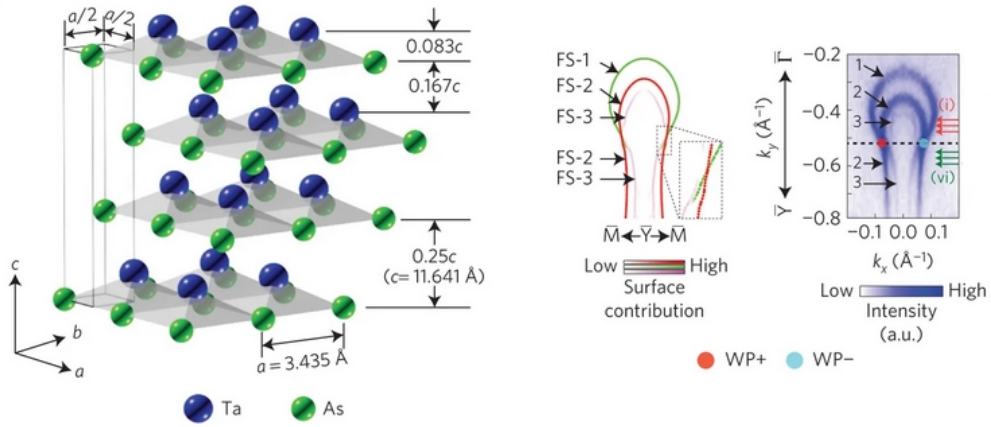 a/2
a/2
0.083c
0.167c
0.25c
(c= 11.641 Å)
a = 3.435 Å
c
b
a
Ta
As
FS-1
FS-2
FS-3
FS-2
FS-3
M̅ Y̅ M̅
Low High
Surface
contribution
Γ̅
Y̅
k_y (Å⁻¹)
−0.2
−0.4
−0.6
−0.8
1
2
3
2
3
(i)
(vi)
−0.1 0.0 0.1
k_x (Å⁻¹)
Low High
Intensity
(a.u.)
WP+ WP−